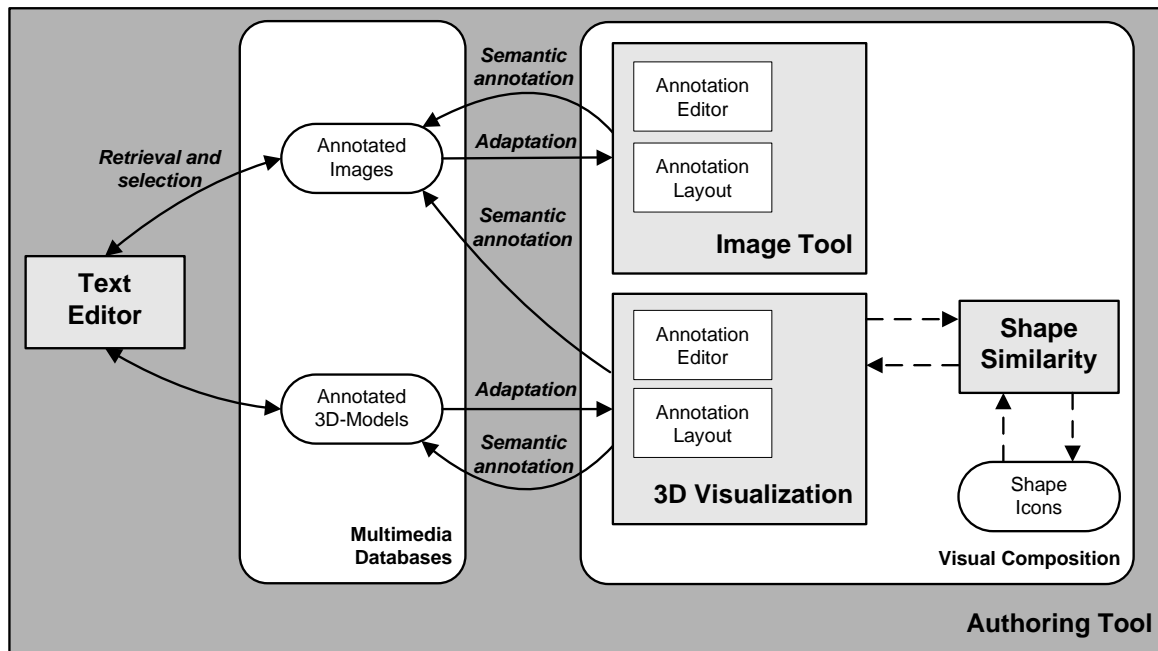 Retrieval and
selection
Text
Editor
Annotated
Images
Annotated
3D-Models
Multimedia
Databases
Semantic
annotation
Adaptation
Semantic
annotation
Adaptation
Semantic
annotation
Annotation
Editor
Annotation
Layout
Image Tool
Annotation
Editor
Annotation
Layout
3D Visualization
Shape
Similarity
Shape
Icons
Visual Composition
Authoring Tool